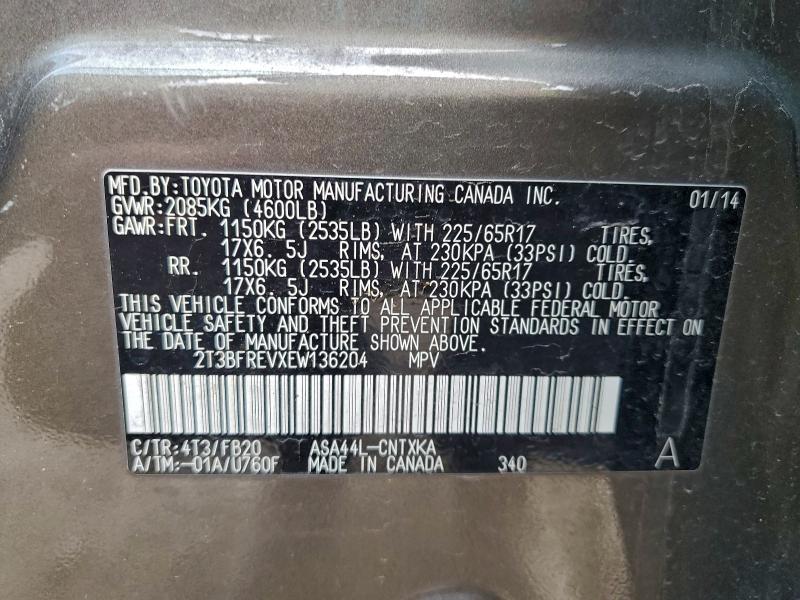 MFD.BY:TOYOTA MOTOR MANUFACTURING CANADA INC. 01/14
GVWR:2085KG (4600LB)
GAWR:FRT. 1150KG (2535LB) WITH 225/65R17 TIRES,
17X6. 5J RIMS, AT 230KPA (33PSI) COLD.
RR. 1150KG (2535LB) WITH 225/65R17 TIRES,
17X6. 5J RIMS, AT 230KPA (33PSI) COLD.
THIS VEHICLE CONFORMS TO ALL APPLICABLE FEDERAL MOTOR
VEHICLE SAFETY AND THEFT PREVENTION STANDARDS IN EFFECT ON
THE DATE OF MANUFACTURE SHOWN ABOVE.
2T3BFREVXEW136204 MPV
C/TR:4T3/FB20 ASA44L-CNTXKA
A/TM:-01A/U760F MADE IN CANADA 340 A